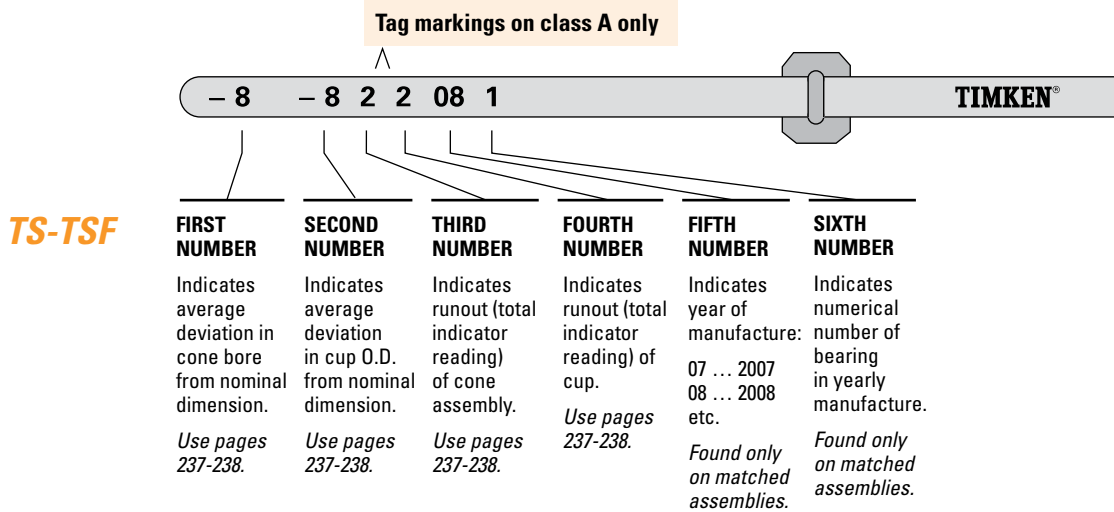 Tag markings on class A only
– 8 – 8 2 2 08 1
TIMKEN®
TS-TSF
FIRST
NUMBER
Indicates
average
deviation in
cone bore
from nominal
dimension.
Use pages
237-238.
SECOND
NUMBER
Indicates
average
deviation
in cup O.D.
from nominal
dimension.
Use pages
237-238.
THIRD
NUMBER
Indicates
runout (total
indicator
reading)
of cone
assembly.
Use pages
237-238.
FOURTH
NUMBER
Indicates
runout (total
indicator
reading) of
cup.
Use pages
237-238.
FIFTH
NUMBER
Indicates
year of
manufacture:
07 … 2007
08 … 2008
etc.
Found only
on matched
assemblies.
SIXTH
NUMBER
Indicates
numerical
number of
bearing
in yearly
manufacture.
Found only
on matched
assemblies.